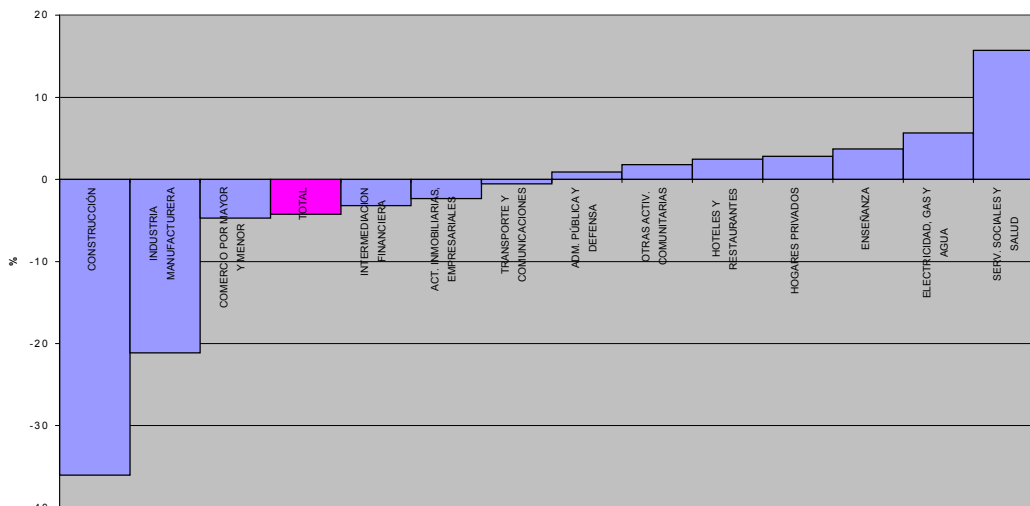 20
10
0
-10
-20
-30
-40
%
CONSTRUCCIÓN
INDUSTRIA
MANUFACTURERA
COMERCIO POR MAYOR
Y MENOR
TOTAL
INTERMEDIACION
FINANCIERA
ACT. INMOBILIARIAS,
EMPRESARIALES
TRANSPORTE Y
COMUNICACIONES
ADM. PÚBLICA Y
DEFENSA
OTRAS ACTIV.
COMUNITARIAS
HOTELES Y
RESTAURANTES
HOGARES PRIVADOS
ENSEÑANZA
ELECTRICIDAD, GAS Y
AGUA
SERV. SOCIALES Y
SALUD